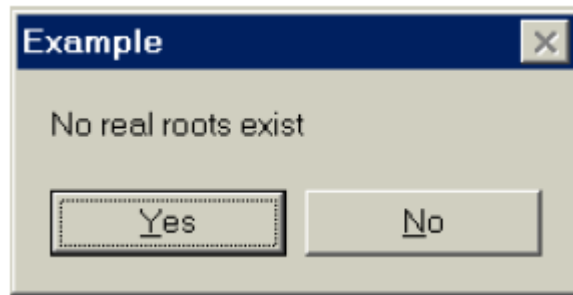 Example
No real roots exist
Yes
No